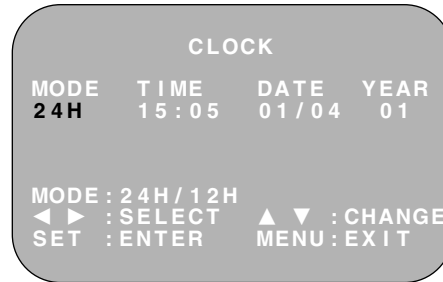 CLOCK
MODE TIME DATE YEAR
24H 15:05 01/04 01
MODE:24H/12H
◄ ► :SELECT ▲ ▼ :CHANGE
SET :ENTER MENU:EXIT